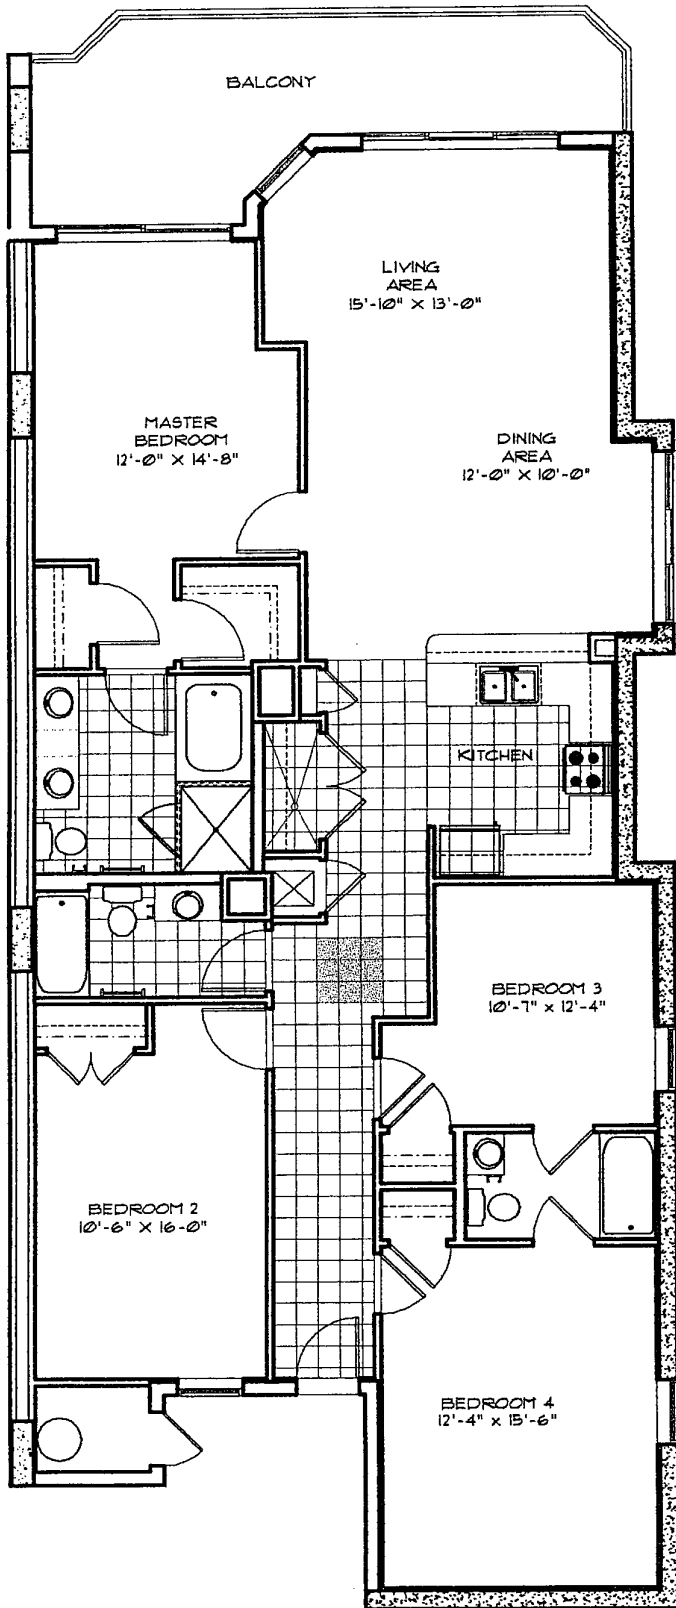 BALCONY
LIVING
AREA
15'-10" X 13'-0"
MASTER
BEDROOM
12'-0" X 14'-8"
DINING
AREA
12'-0" X 10'-0"
KITCHEN
BEDROOM 3
10'-7" x 12'-4"
BEDROOM 2
10'-6" x 16'-0"
BEDROOM 4
12'-4" x 15'-6"